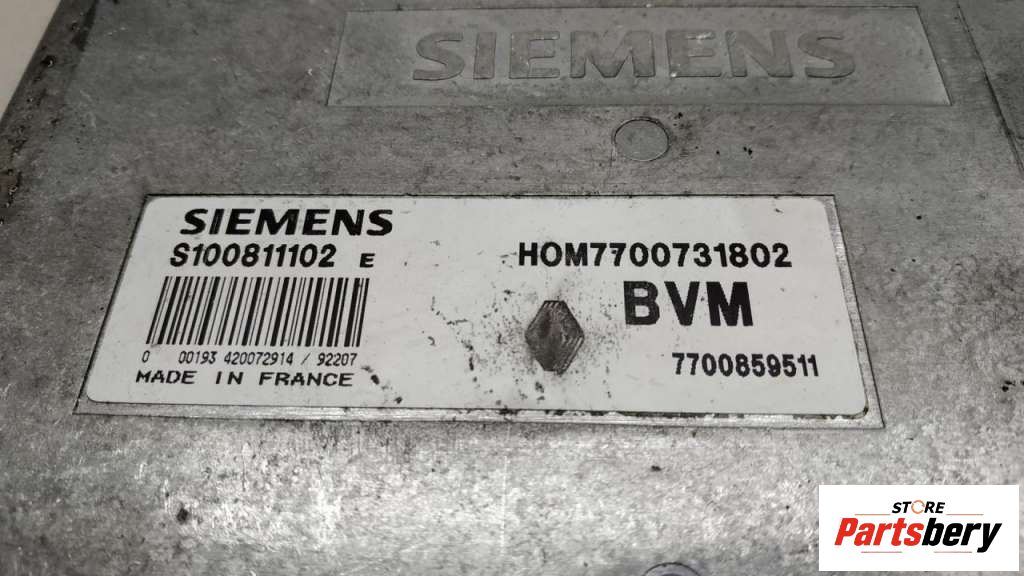 SIEMENS
SIEMENS
S100811102 E
HOM7700731802
BVM
0 00193 420072914 / 92207
7700859511
MADE IN FRANCE
STORE
Partsbery